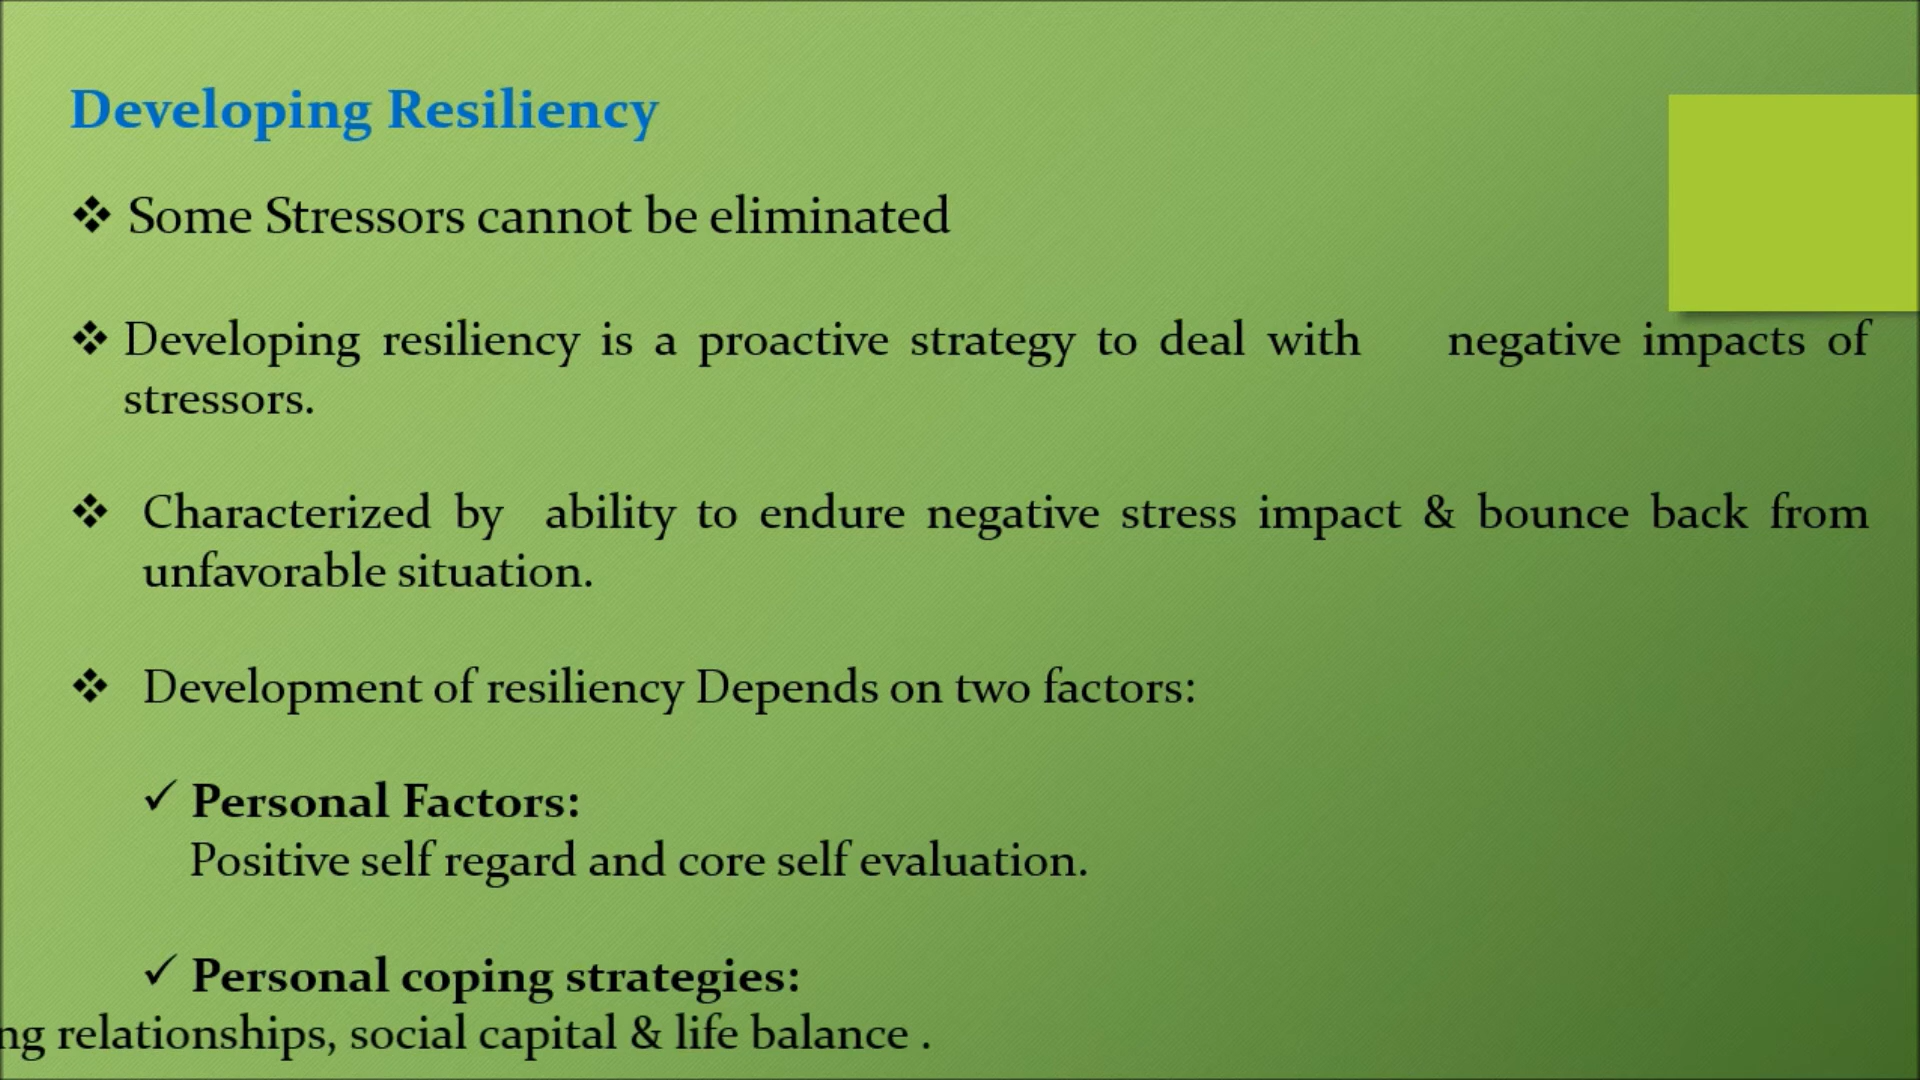 Developing Resiliency
❖ Some Stressors cannot be eliminated
❖ Developing resiliency is a proactive strategy to deal with negative impacts of
stressors.
❖ Characterized by ability to endure negative stress impact & bounce back from
unfavorable situation.
❖ Development of resiliency Depends on two factors:
✓ Personal Factors:
Positive self regard and core self evaluation.
✓ Personal coping strategies:
relationships, social capital & life balance .